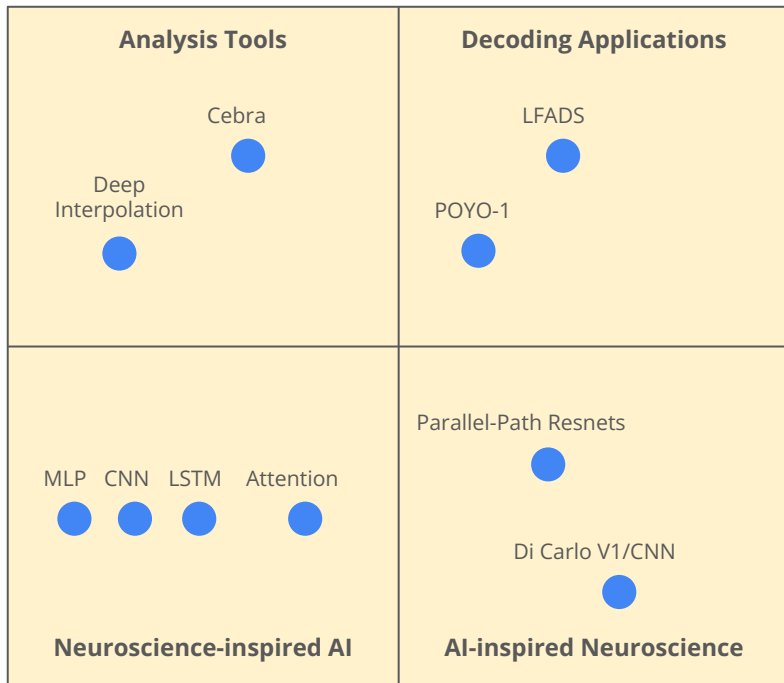 Analysis Tools
Decoding Applications
Cebra
LFADS
Deep
Interpolation
POYO-1
Parallel-Path Resnets
MLP
CNN
LSTM
Attention
Di Carlo V1/CNN
Neuroscience-inspired AI
AI-inspired Neuroscience